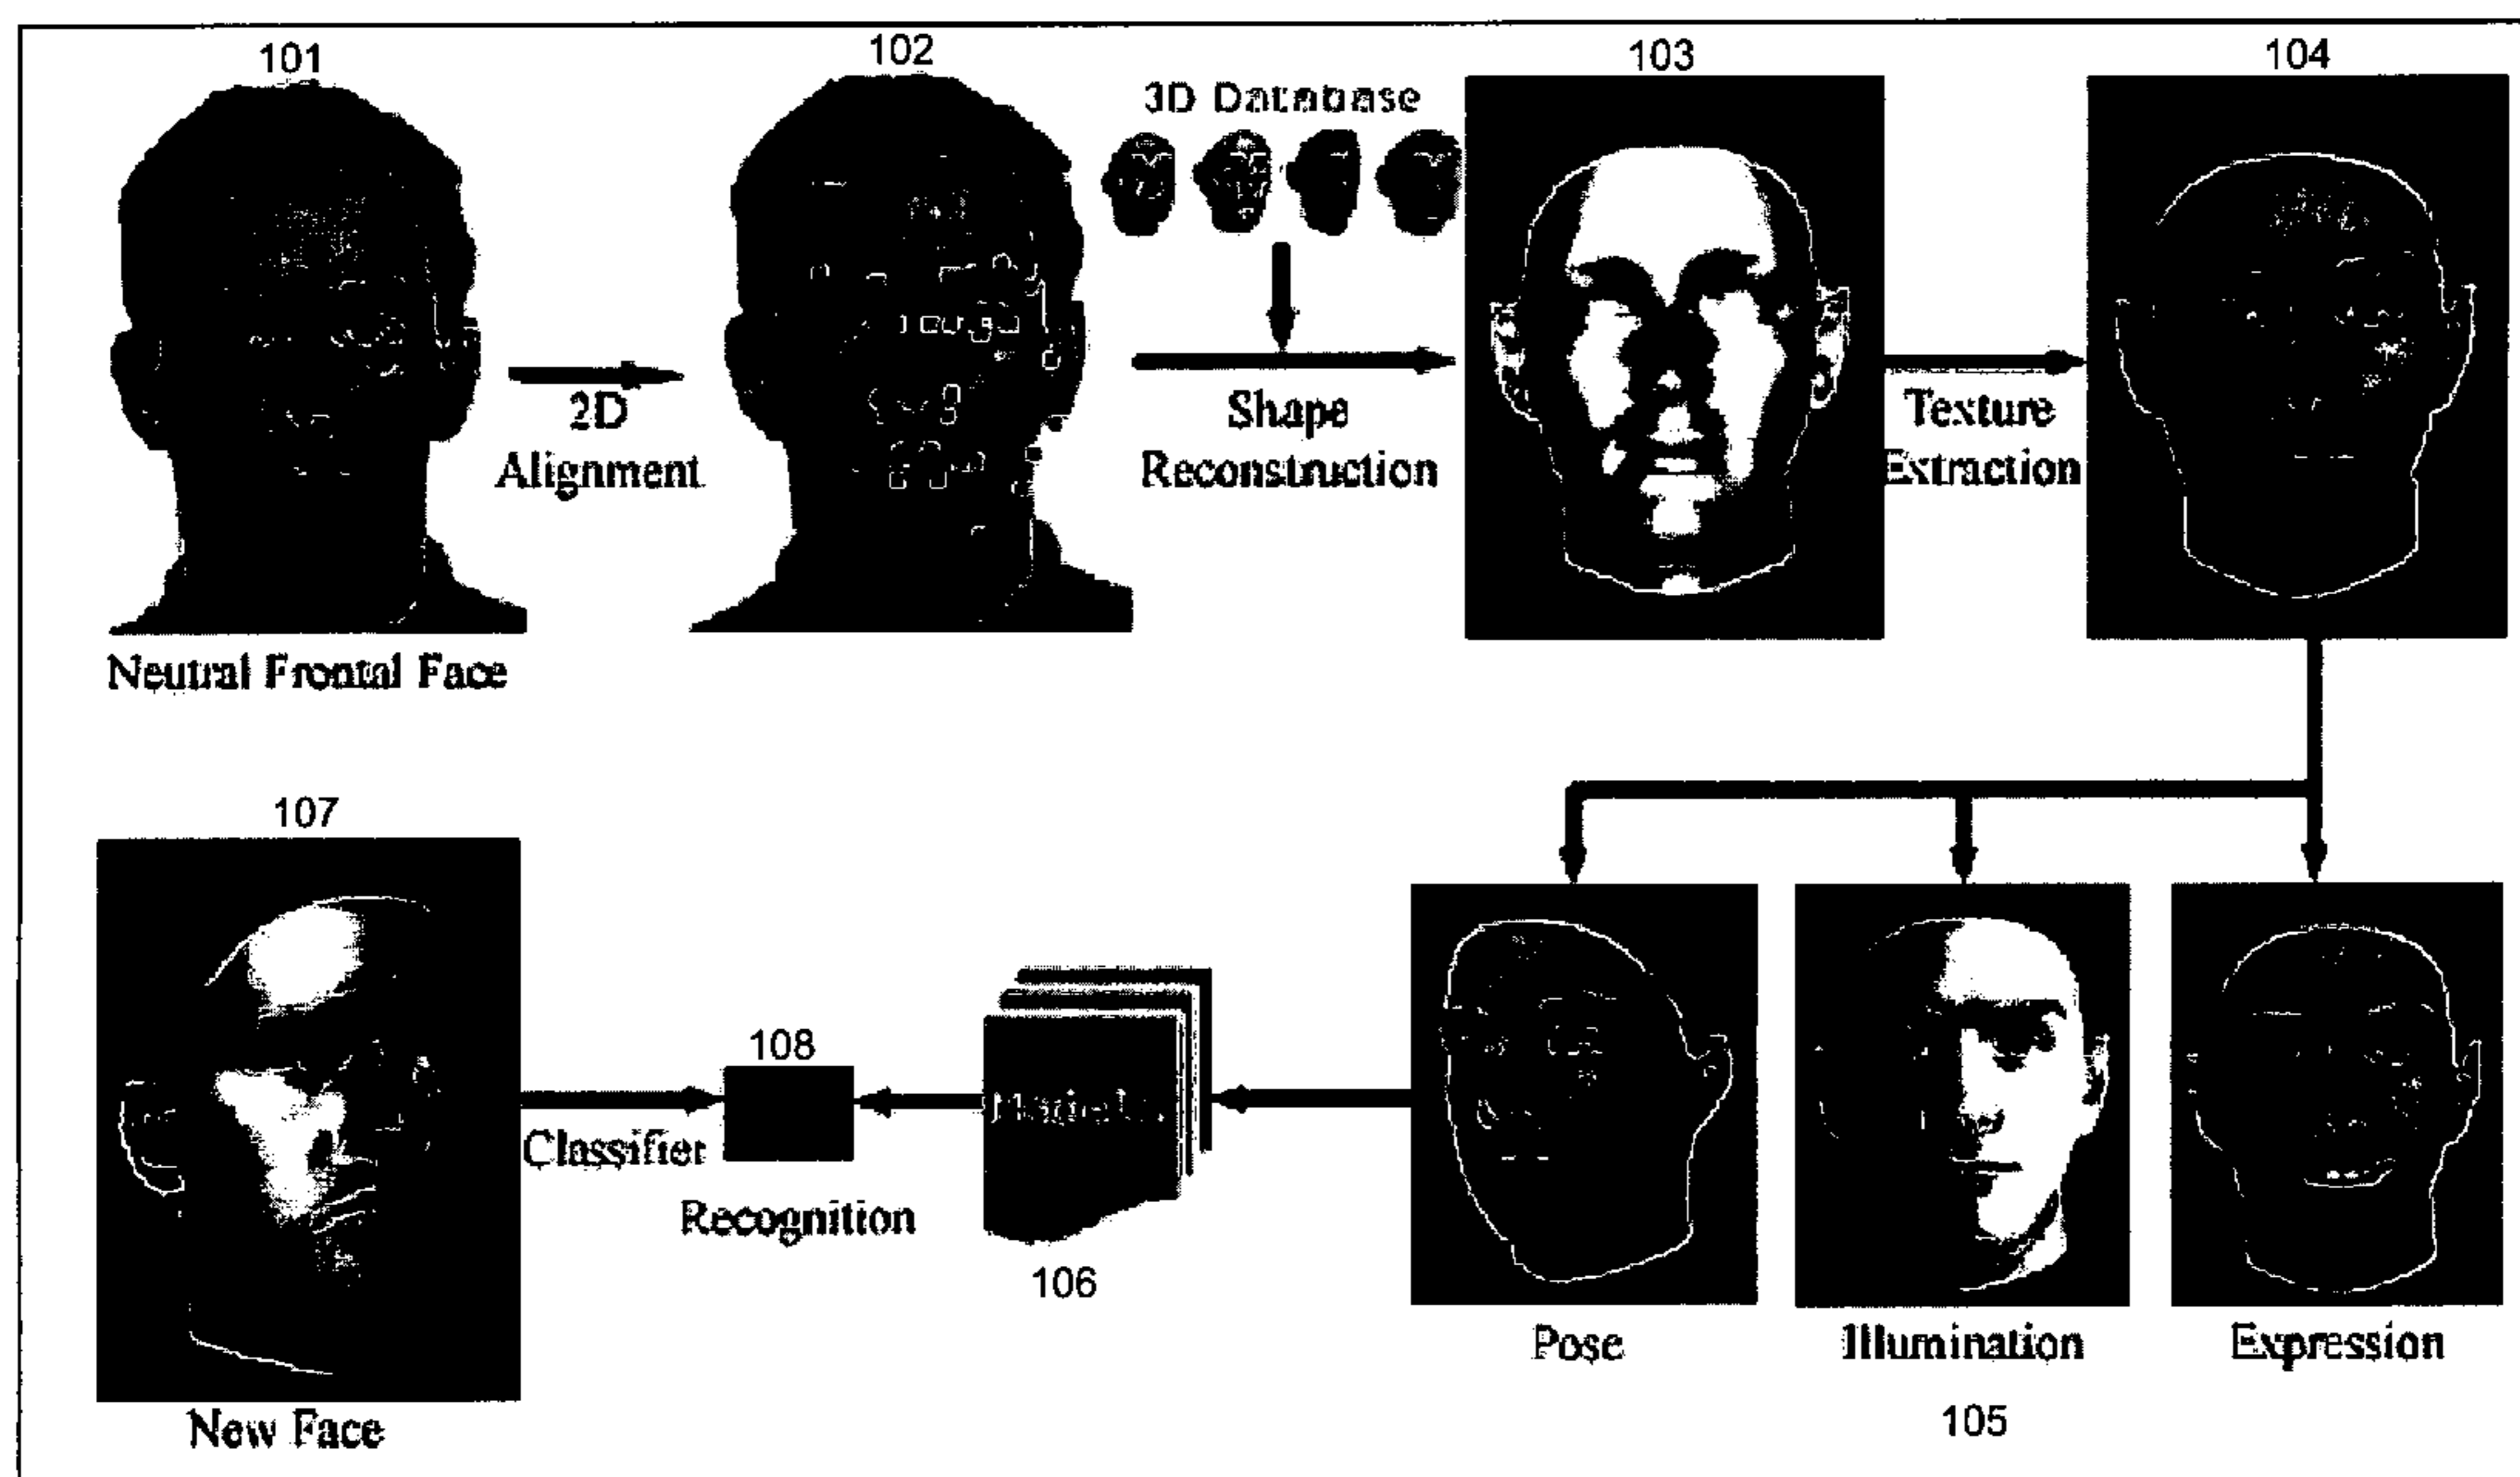 101
102
103
104
3D Database
2D
Alignment
Shape
Reconstruction
Texture
Extraction
Neutral Frontal Face
107
108
Classifier
Recognition
106
Pose
Illumination
Expression
105
New Face